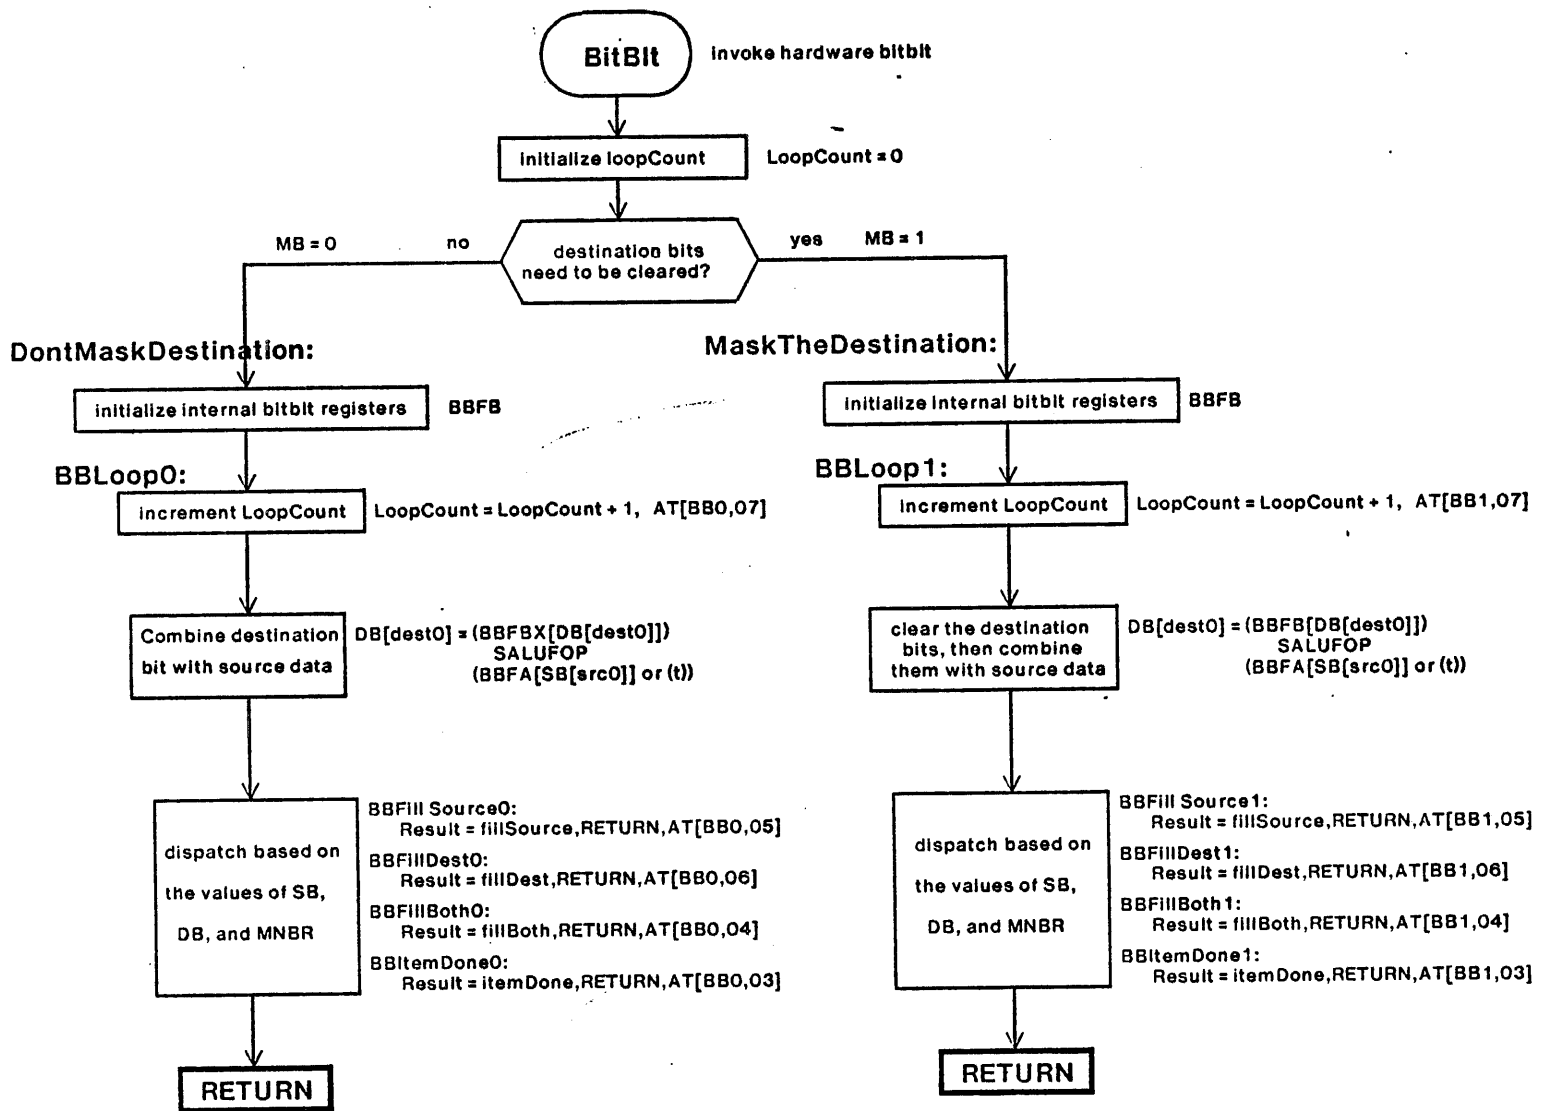 BitBlt
invoke hardware bitblt
initialize loopCount
LoopCount = 0
destination bits
need to be cleared?
MB = 0
no
yes
MB = 1
DontMaskDestination:
initialize internal bitblt registers
BBFB
BBLoop0:
increment LoopCount
LoopCount = LoopCount + 1, AT[BB0,07]
Combine destination
bit with source data
DB[dest0] = (BBFBX[DB[dest0]])
SALUFOP
(BBFA[SB[src0]] or (t))
dispatch based on
the values of SB,
DB, and MNBR
BBFill Source0:
Result = fillSource,RETURN,AT[BB0,05]
BBFillDest0:
Result = fillDest,RETURN,AT[BB0,06]
BBFillBoth0:
Result = fillBoth,RETURN,AT[BB0,04]
BBItemDone0:
Result = itemDone,RETURN,AT[BB0,03]
RETURN
MaskTheDestination:
initialize internal bitblt registers
BBFB
BBLoop1:
increment LoopCount
LoopCount = LoopCount + 1, AT[BB1,07]
clear the destination
bits, then combine
them with source data
DB[dest0] = (BBFB[DB[dest0]])
SALUFOP
(BBFA[SB[src0]] or (t))
dispatch based on
the values of SB,
DB, and MNBR
BBFill Source1:
Result = fillSource,RETURN,AT[BB1,05]
BBFillDest1:
Result = fillDest,RETURN,AT[BB1,06]
BBFillBoth1:
Result = fillBoth,RETURN,AT[BB1,04]
BBItemDone1:
Result = itemDone,RETURN,AT[BB1,03]
RETURN